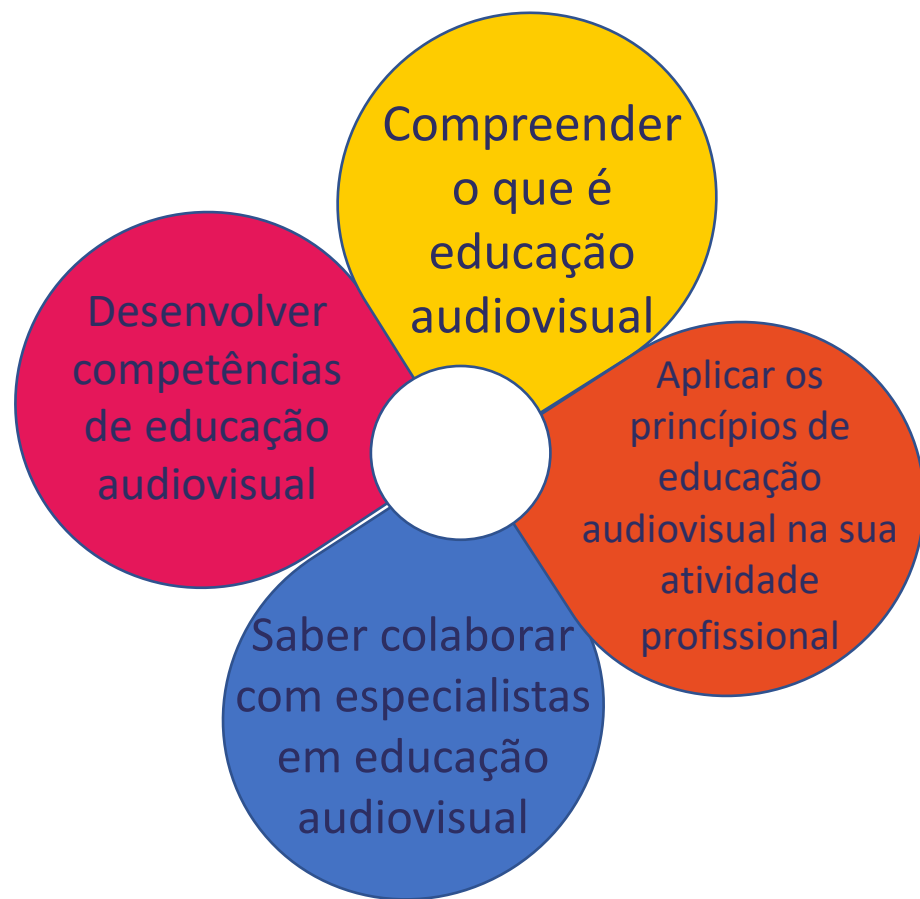 Compreender
o que é
educação
audiovisual
Aplicar os
princípios de
educação
audiovisual na sua
atividade
profissional
Saber colaborar
com especialistas
em educação
audiovisual
Desenvolver
competências
de educação
audiovisual